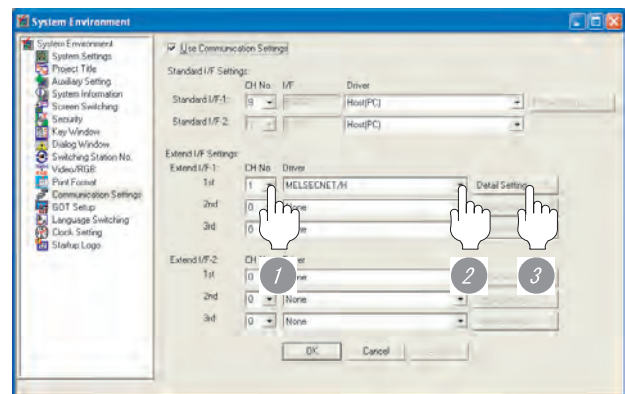 System Environment
System Environment
System Settings
Project Title
Auxiliary Setting
System Information
Screen Switching
Security
Key Window
Dialog Window
Switching Station No.
Video/RGB
Print Format
Communication Settings
GOT Setup
Language Switching
Clock Setting
Startup Logo
Use Communication Settings
Standard I/F Settings:
CH No. I/F Driver
Standard I/F-1: 9 Host(PC)
Standard I/F-2: Host(PC)
Extend I/F Settings:
Extend I/F-1: CH No. Driver
1st 1 MELSECNET/H Detail Setting
2nd 0 None
3rd 0 None
Extend I/F-2: CH
1st 0 None
2nd 0 None
3rd 0 None
1 2 3
OK Cancel